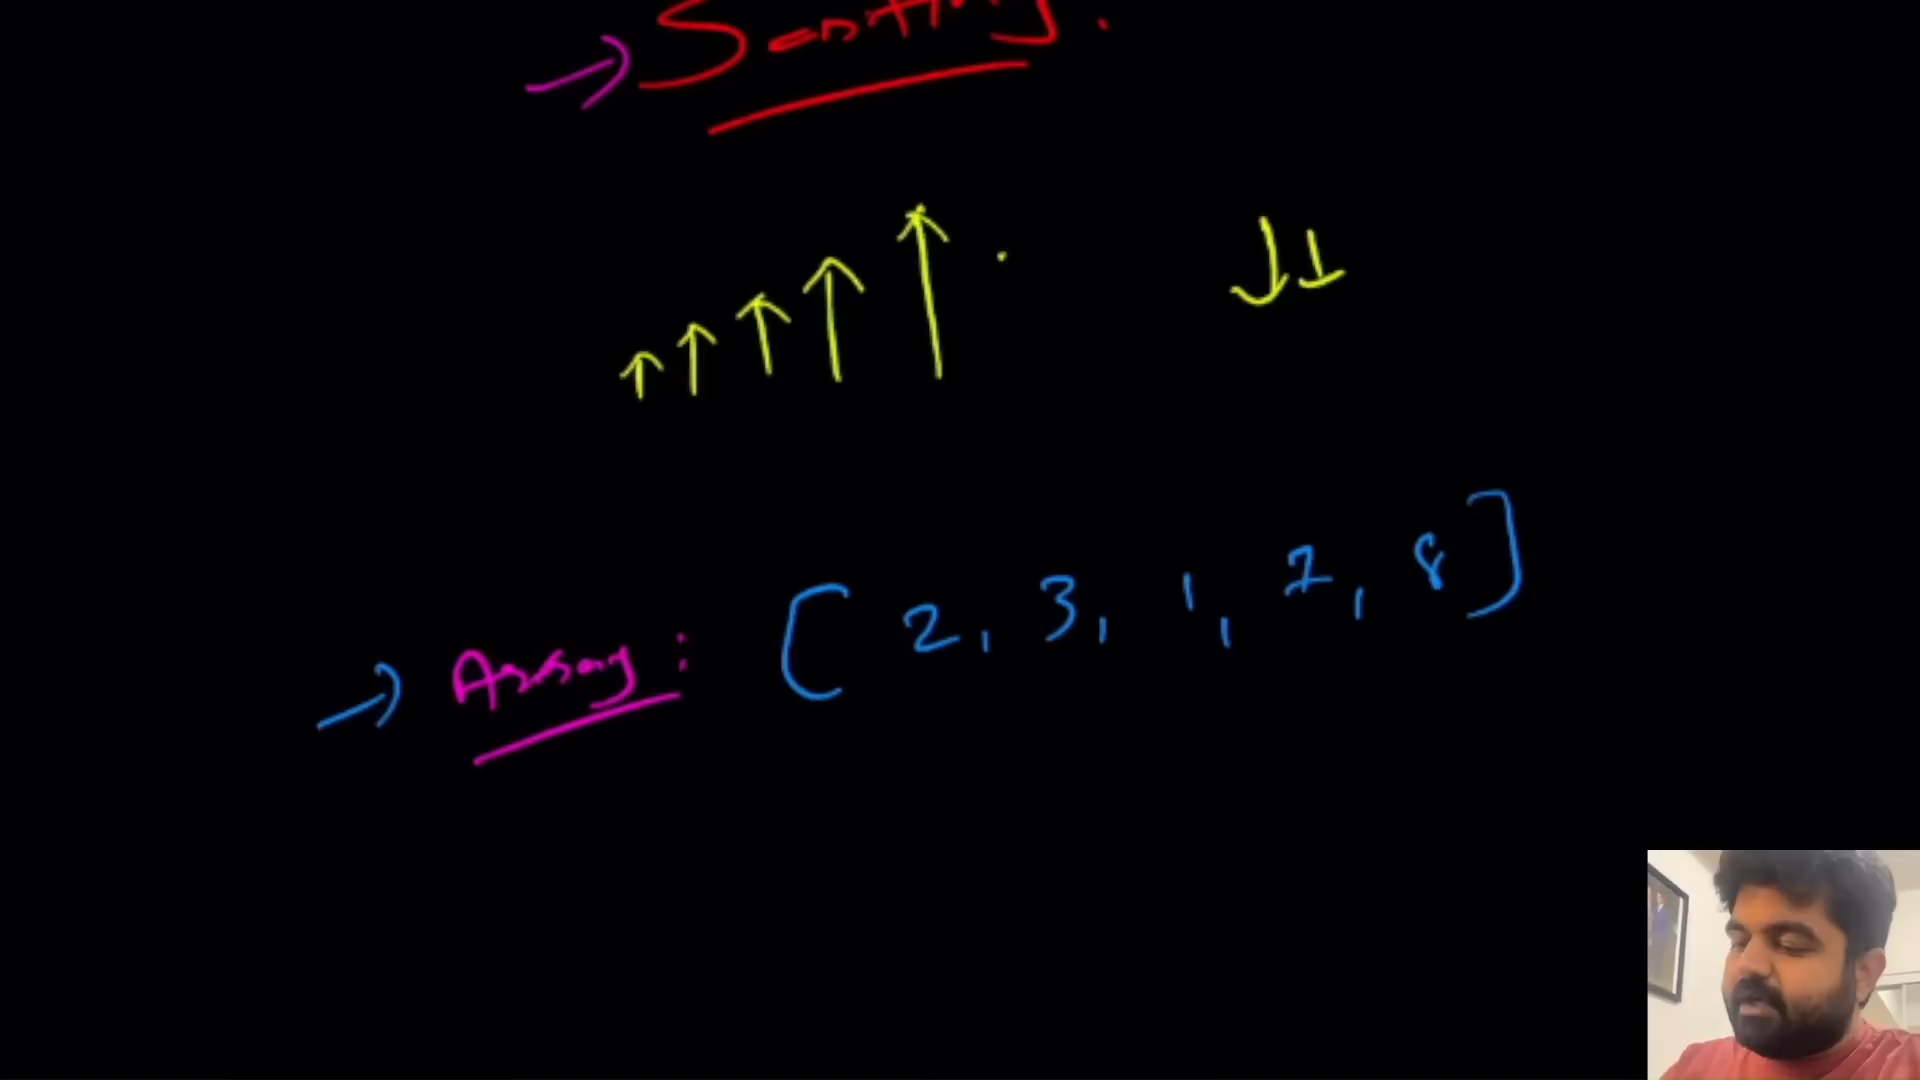 → Sorting.
→ Array: [2, 3, 1, 7, 8]